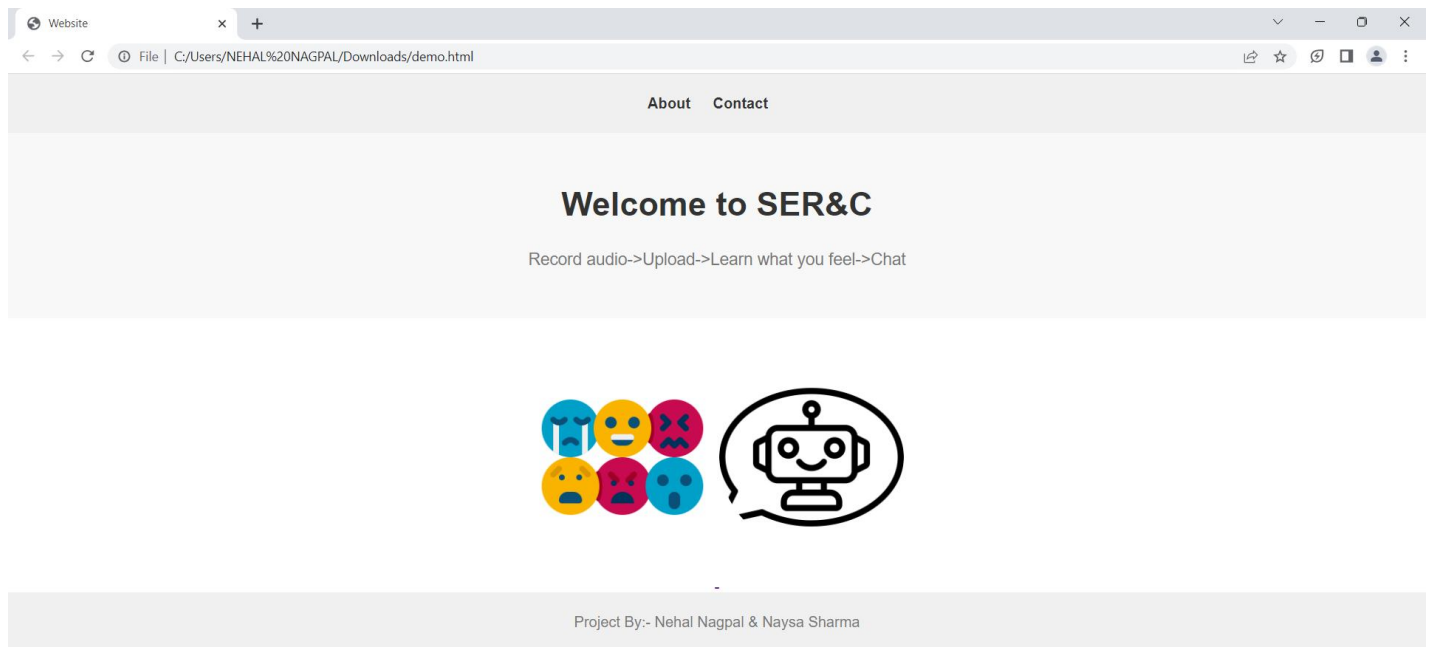 Website
File | C:/Users/NEHAL%20NAGPAL/Downloads/demo.html
About Contact
Welcome to SER&C
Record audio->Upload->Learn what you feel->Chat
Project By:- Nehal Nagpal & Naysa Sharma